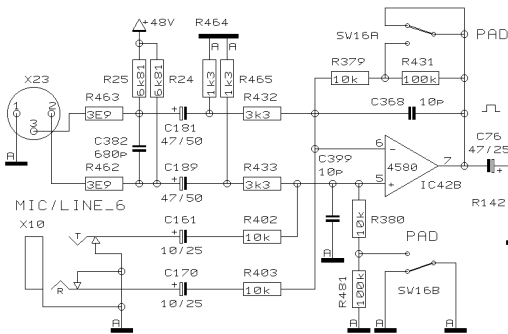 +48V
R464
A
A
SW16A
PAD
X23
R25
6k81
6k81
R24
1k3
1k3
R465
R379
10k
R431
100k
1
2
3
R463
3E9
R432
3k3
C368
10p
A
C382
680p
+
C181
47/50
C399
10p
6
-
4580
7
C76
47/25
+
R462
3E9
+
C189
47/50
R433
3k3
5
+
IC42B
MIC/LINE_6
R142
X10
T
+
C161
10/25
R402
10k
10k
R380
A
PAD
R
+
C170
10/25
R403
10k
R481
100k
SW16B
A
A
A
A